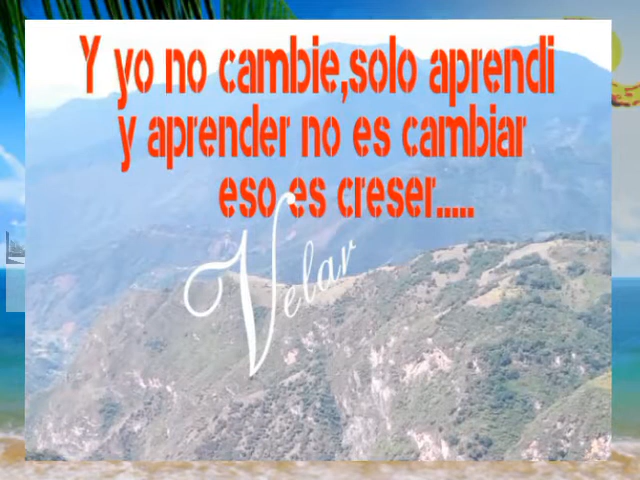 Y yo no cambie,solo aprendi
y aprender no es cambiar
eso es creser.....
Velar